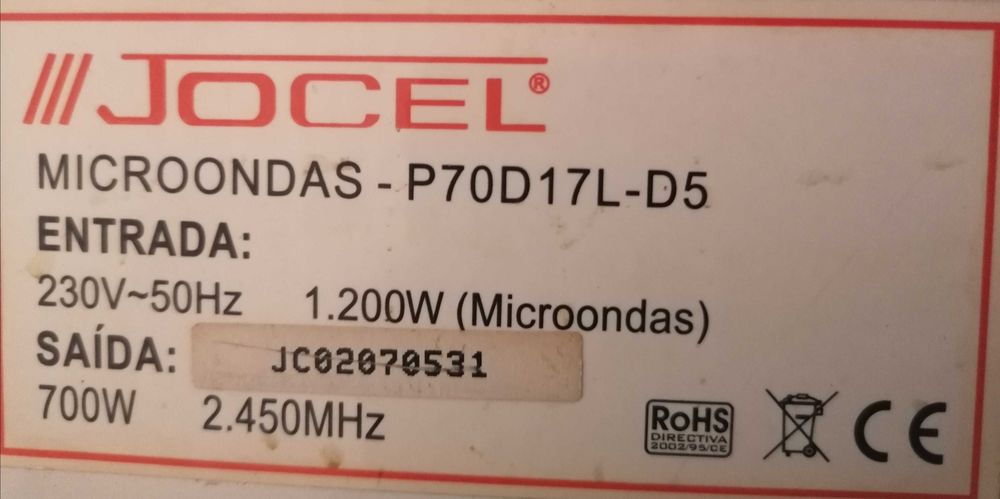 JOCEL®
MICROONDAS - P70D17L-D5
ENTRADA:
230V~50Hz 1.200W (Microondas)
SAÍDA: JC02070531
700W 2.450MHz
RoHS
DIRECTIVA
2002/95/CE
CE